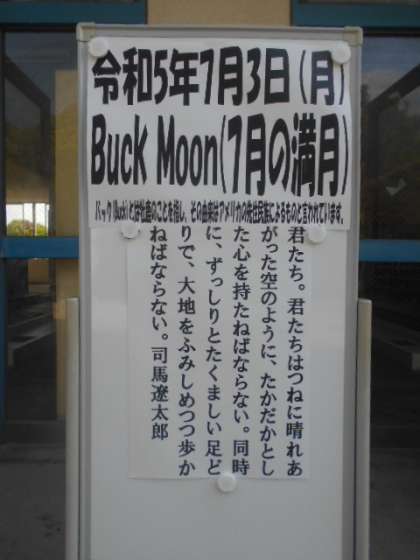 令和5年7月3日(月)
Buck Moon(7月の満月)
バック(Buck)とは牡鹿のことを指し、その由来はアメリカの先住民族によるものと言われています。
君たち。君たちはつねに晴れあ
がった空のように、たかだかとし
た心を持たねばならない。同時
に、ずっしりとたくましい足ど
りで、大地をふみしめつつ歩か
ねばならない。司馬遼太郎